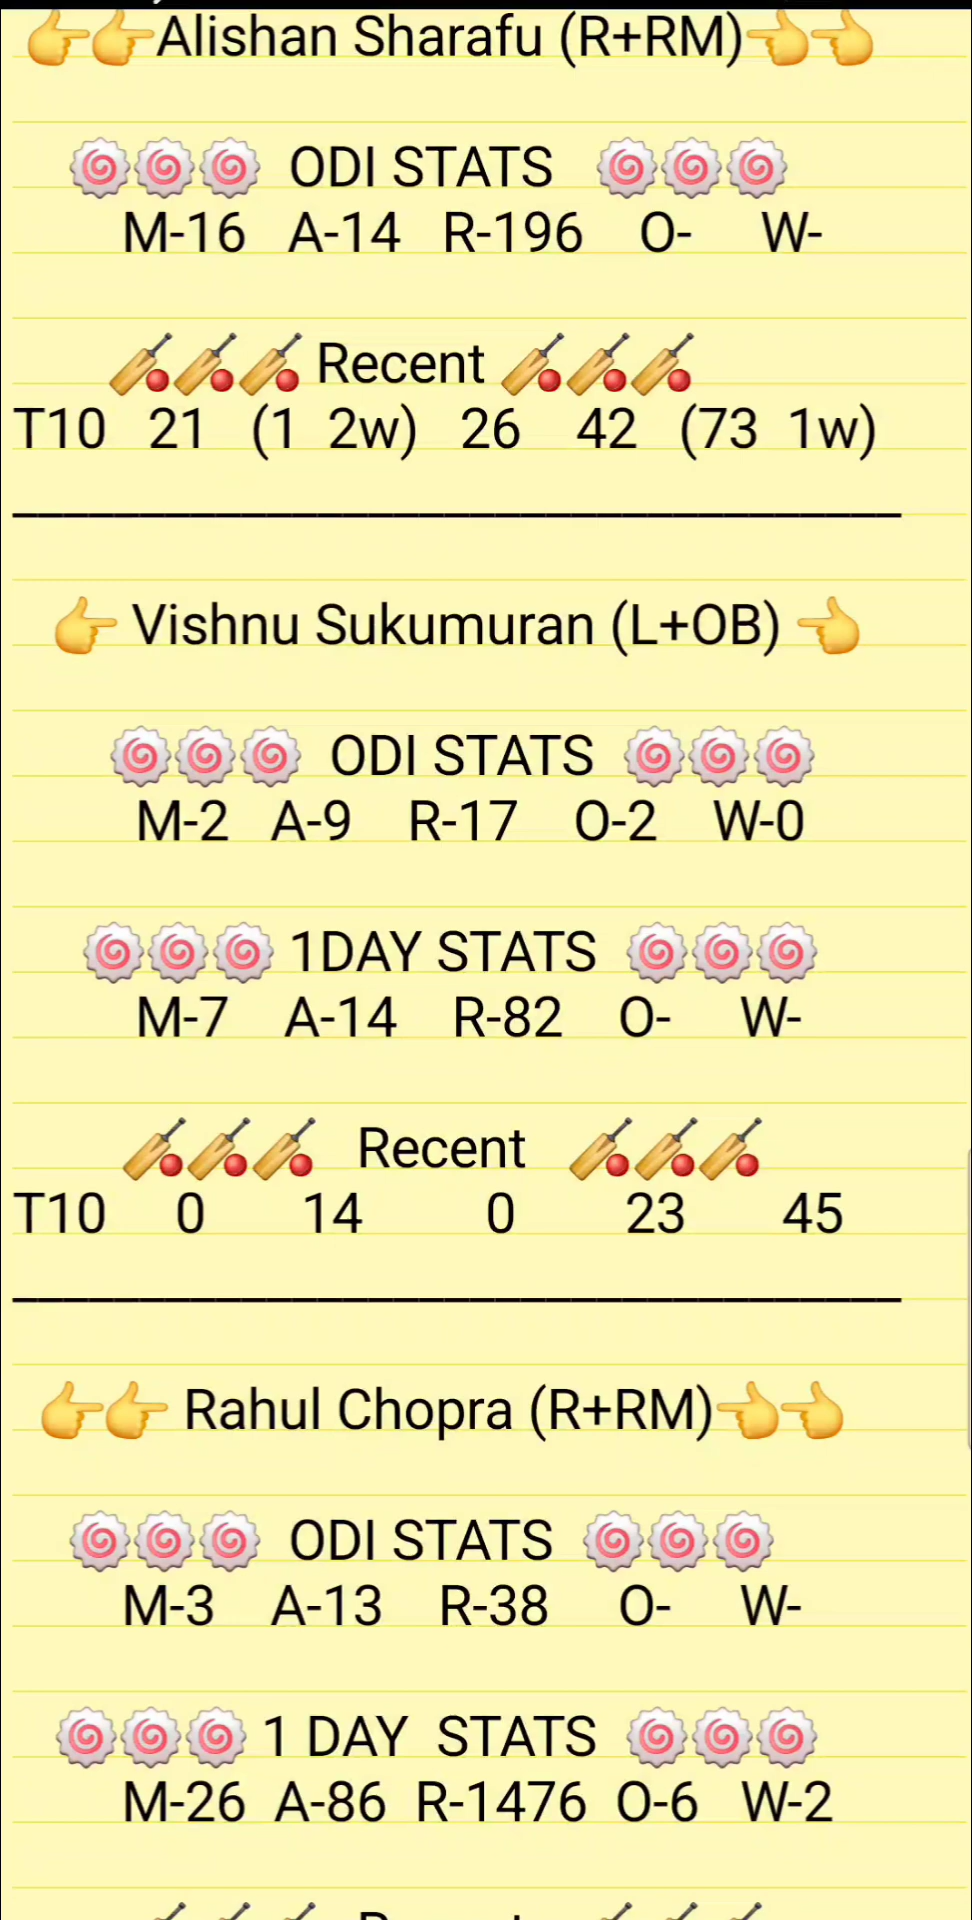 👉👉Alishan Sharafu (R+RM)👈👈
🍥🍥🍥 ODI STATS 🍥🍥🍥
M-16 A-14 R-196 O- W-
🏏🏏🏏 Recent 🏏🏏🏏
T10 21 (1 2w) 26 42 (73 1w)
___________________________________
👉 Vishnu Sukumuran (L+OB) 👈
🍥🍥🍥 ODI STATS 🍥🍥🍥
M-2 A-9 R-17 O-2 W-0
🍥🍥🍥 1DAY STATS 🍥🍥🍥
M-7 A-14 R-82 O- W-
🏏🏏🏏 Recent 🏏🏏🏏
T10 0 14 0 23 45
___________________________________
👉👉 Rahul Chopra (R+RM)👈👈
🍥🍥🍥 ODI STATS 🍥🍥🍥
M-3 A-13 R-38 O- W-
🍥🍥🍥 1 DAY STATS 🍥🍥🍥
M-26 A-86 R-1476 O-6 W-2